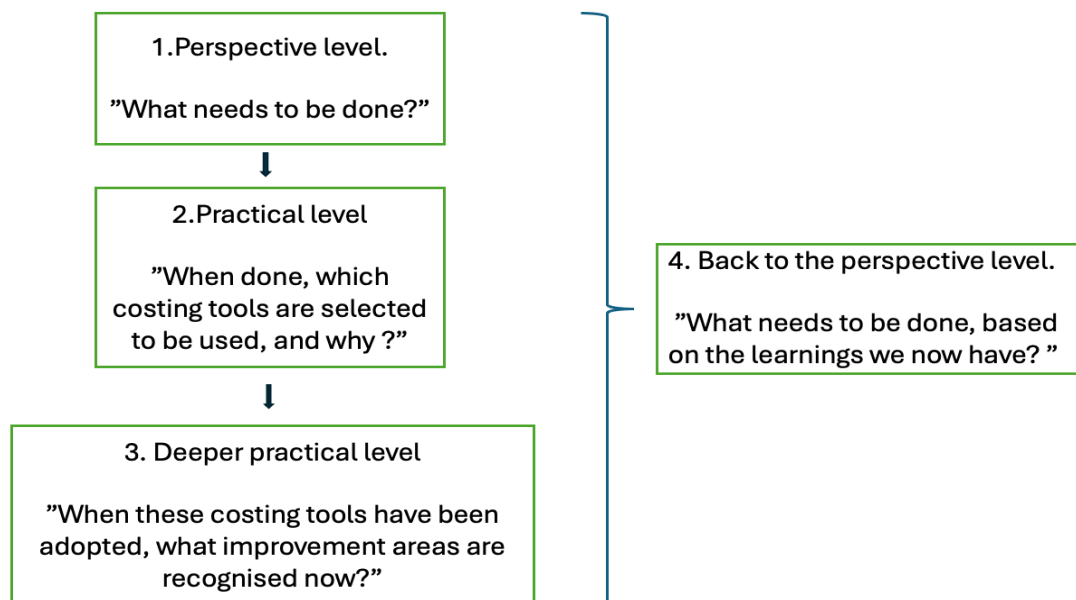 1.Perspective level.
”What needs to be done?”
2.Practical level
”When done, which
costing tools are selected
to be used, and why ?”
3. Deeper practical level
”When these costing tools have been
adopted, what improvement areas are
recognised now?”
4. Back to the perspective level.
”What needs to be done, based
on the learnings we now have? ”